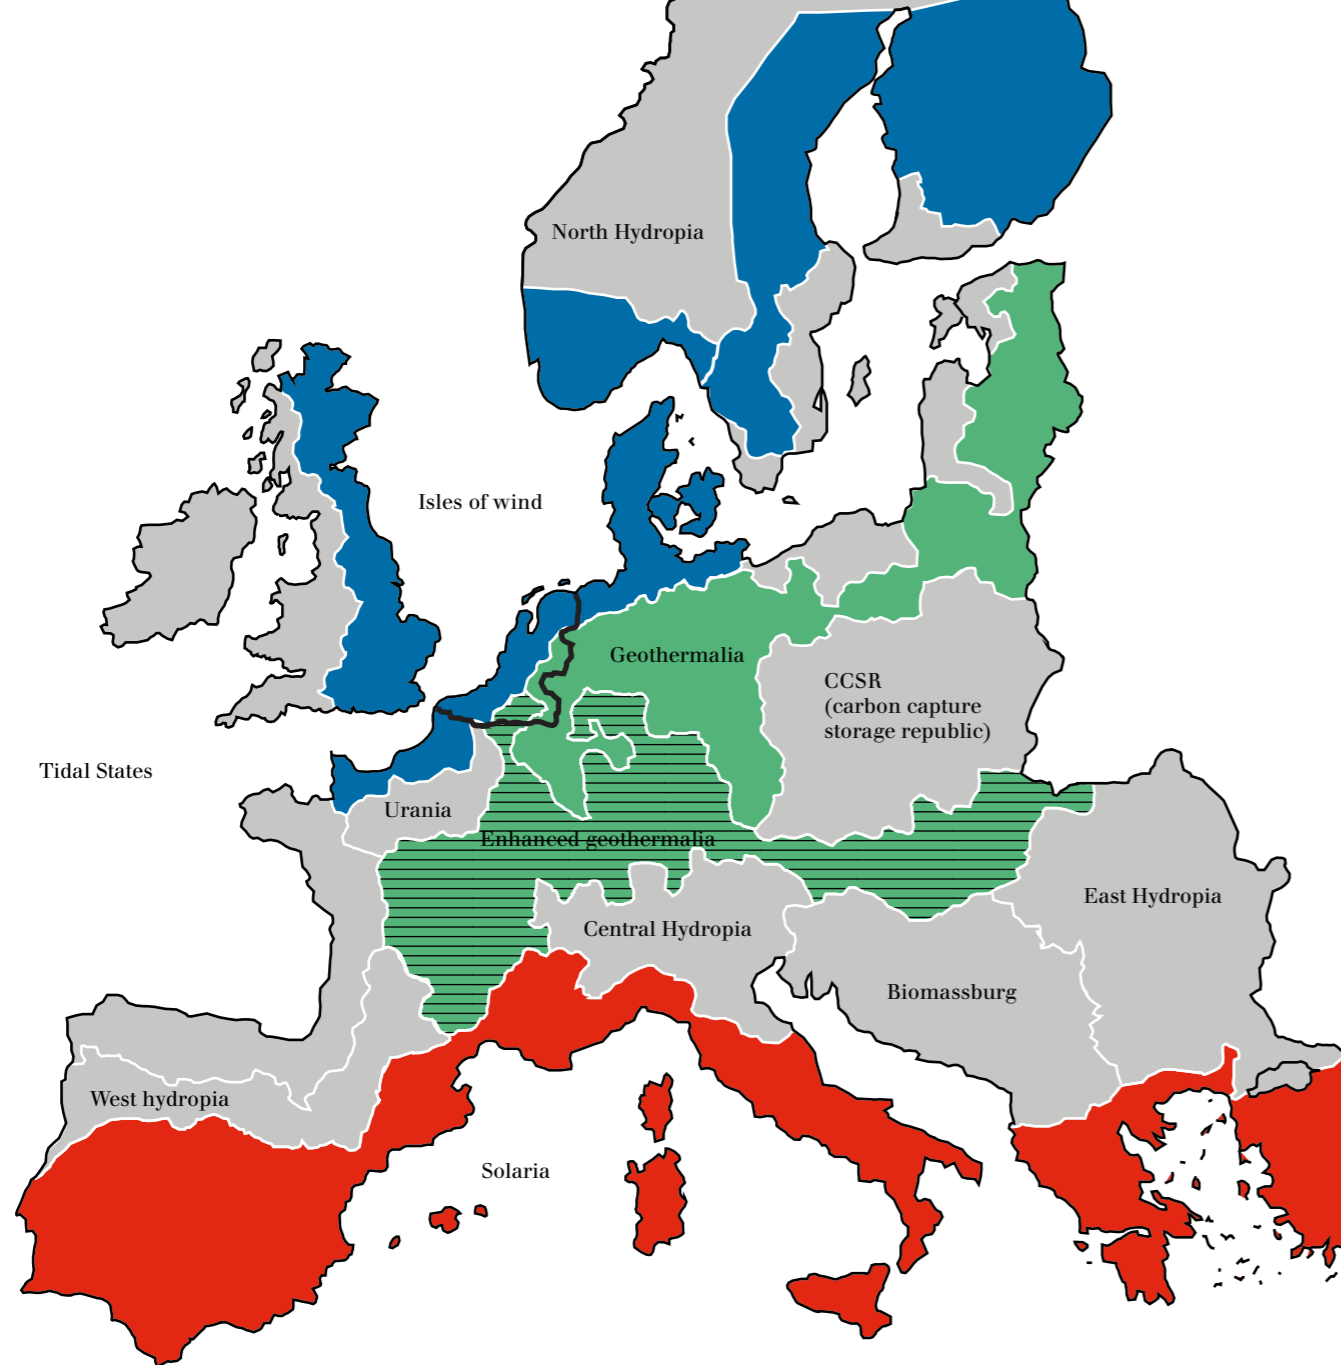 North Hydropia
Isles of wind
Geothermalia
CCSR
(carbon capture
storage republic)
Tidal States
Urania
Enhanced geothermalia
East Hydropia
Central Hydropia
Biomassburg
West hydropia
Solaria